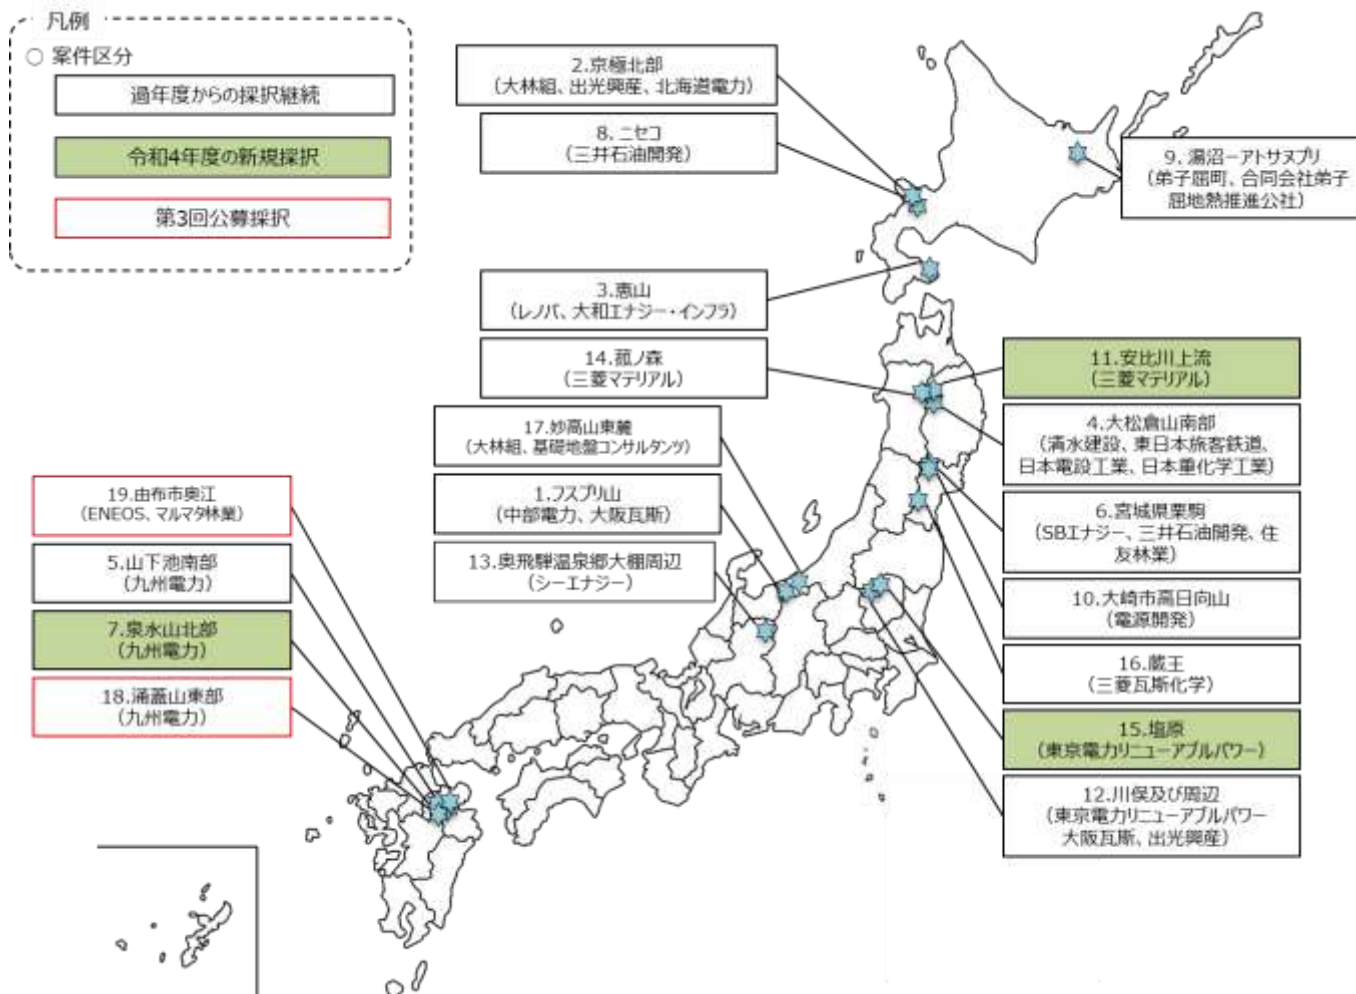 凡例
○ 案件区分
過年度からの採択継続
令和4年度の新規採択
第3回公募採択
2.京極北部
(大林組、出光興産、北海道電力)
8. ニセコ
(三井石油開発)
9. 湯沼－アトサヌプリ
(弟子屈町、合同会社弟子
屈地熱推進公社)
3.恵山
(レノバ、大和エナジー・インフラ)
14.菰ノ森
(三菱マテリアル)
11.安比川上流
(三菱マテリアル)
17.妙高山東麓
(大林組、基礎地盤コンサルタンツ)
4.大松倉山南部
(清水建設、東日本旅客鉄道、
日本電設工業、日本重化学工業)
19.由布市奥江
(ENEOS、マルマタ林業)
1.フスブリ山
(中部電力、大阪瓦斯)
6.宮城県栗駒
(SBエナジー、三井石油開発、住
友林業)
5.山下池南部
(九州電力)
13.奥飛騨温泉郷大棚周辺
(シーエナジー)
10.大崎市高日向山
(電源開発)
7.泉水山北部
(九州電力)
16.蔵王
(三菱瓦斯化学)
18.涌蓋山東部
(九州電力)
15.塩原
(東京電力リニューアブルパワー)
12.川俣及び周辺
(東京電力リニューアブルパワー
大阪瓦斯、出光興産)